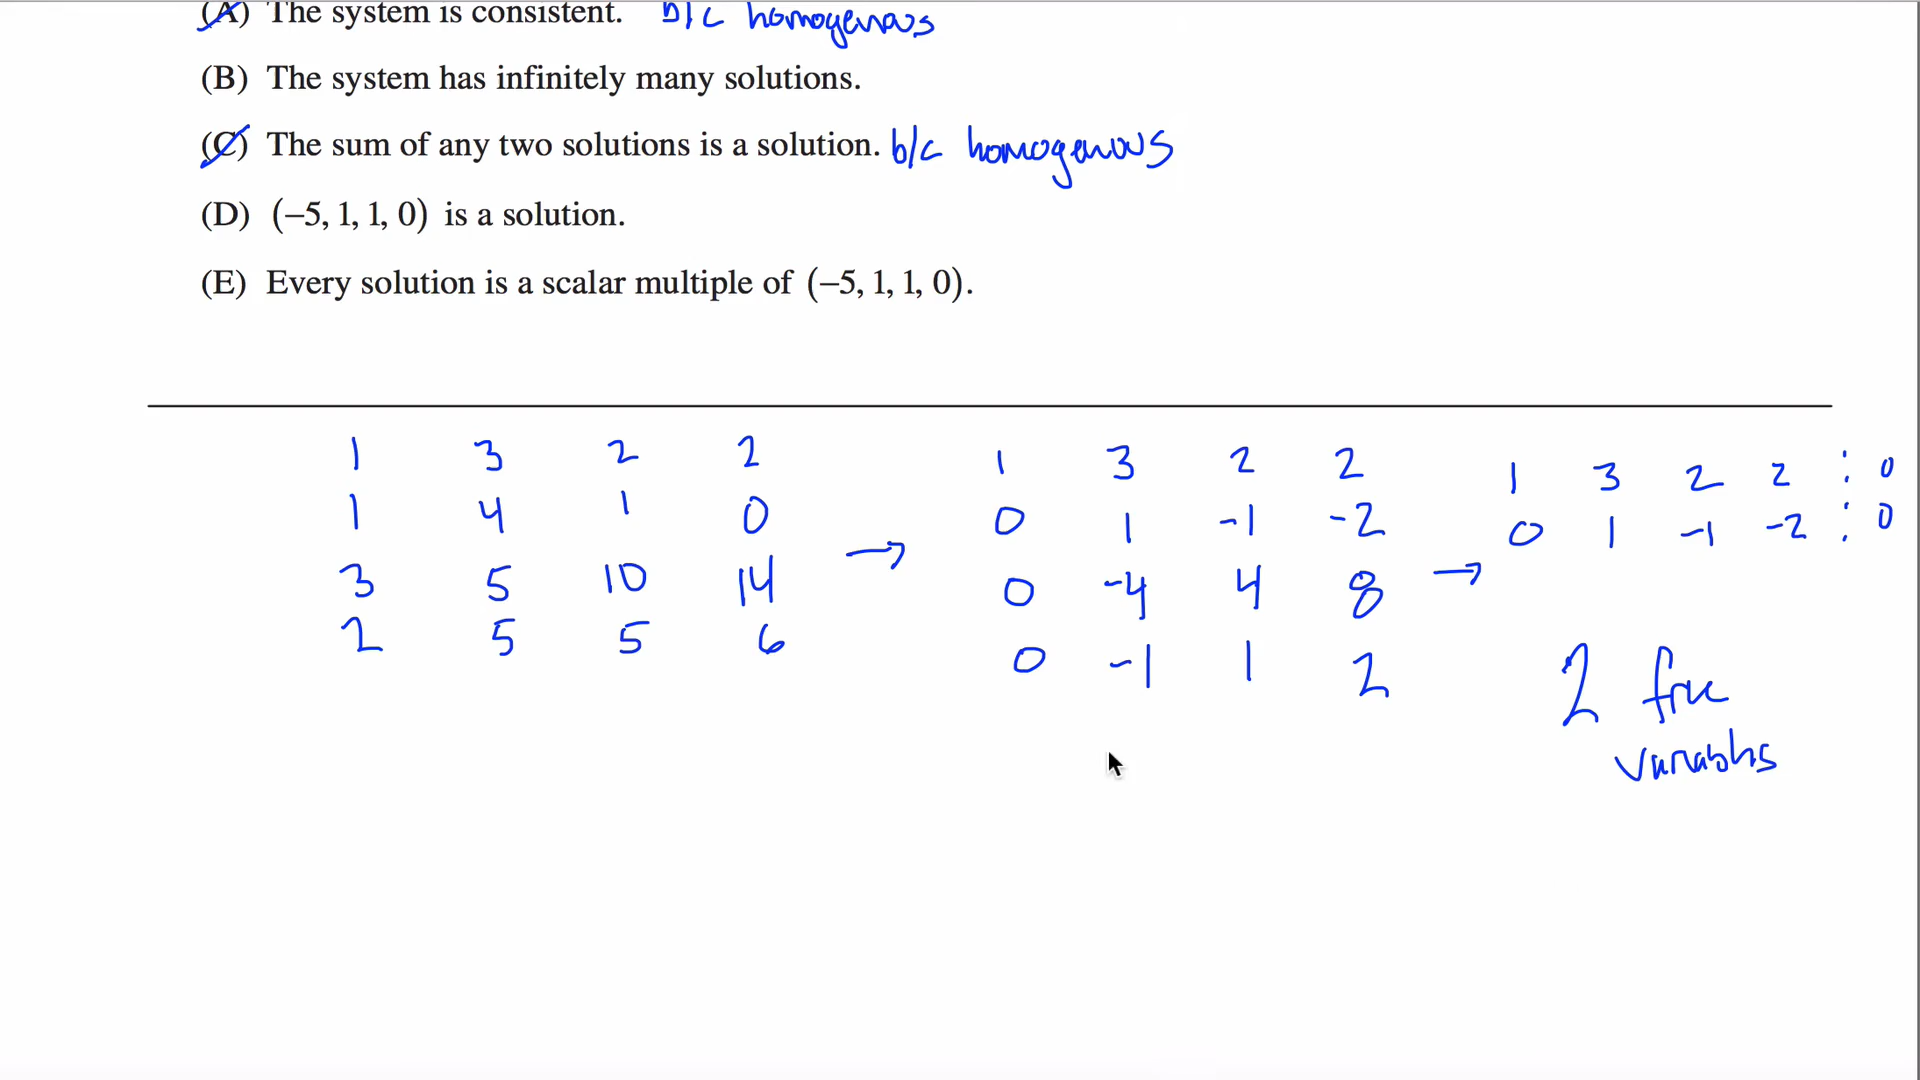 (A) The system is consistent. b/c homogenous
(B) The system has infinitely many solutions.
(C) The sum of any two solutions is a solution. b/c homogenous
(D) (–5, 1, 1, 0) is a solution.
(E) Every solution is a scalar multiple of (–5, 1, 1, 0).
1 3 2 2
1 4 1 0
3 5 10 14
2 5 5 6
→
1 3 2 2
0 1 -1 -2
0 -4 4 8
0 -1 1 2
→
1 3 2 2 : 0
0 1 -1 -2 : 0
2 free
variables